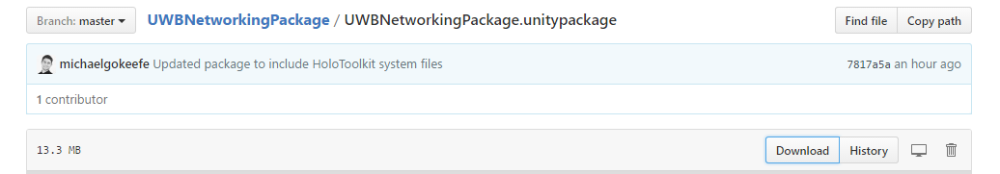 Branch: master UWBNetworkingPackage / UWBNetworkingPackage.unitypackage Find file Copy path
michaelgokeefe Updated package to include HoloToolkit system files 7817a5a an hour ago
1 contributor
13.3 MB Download History